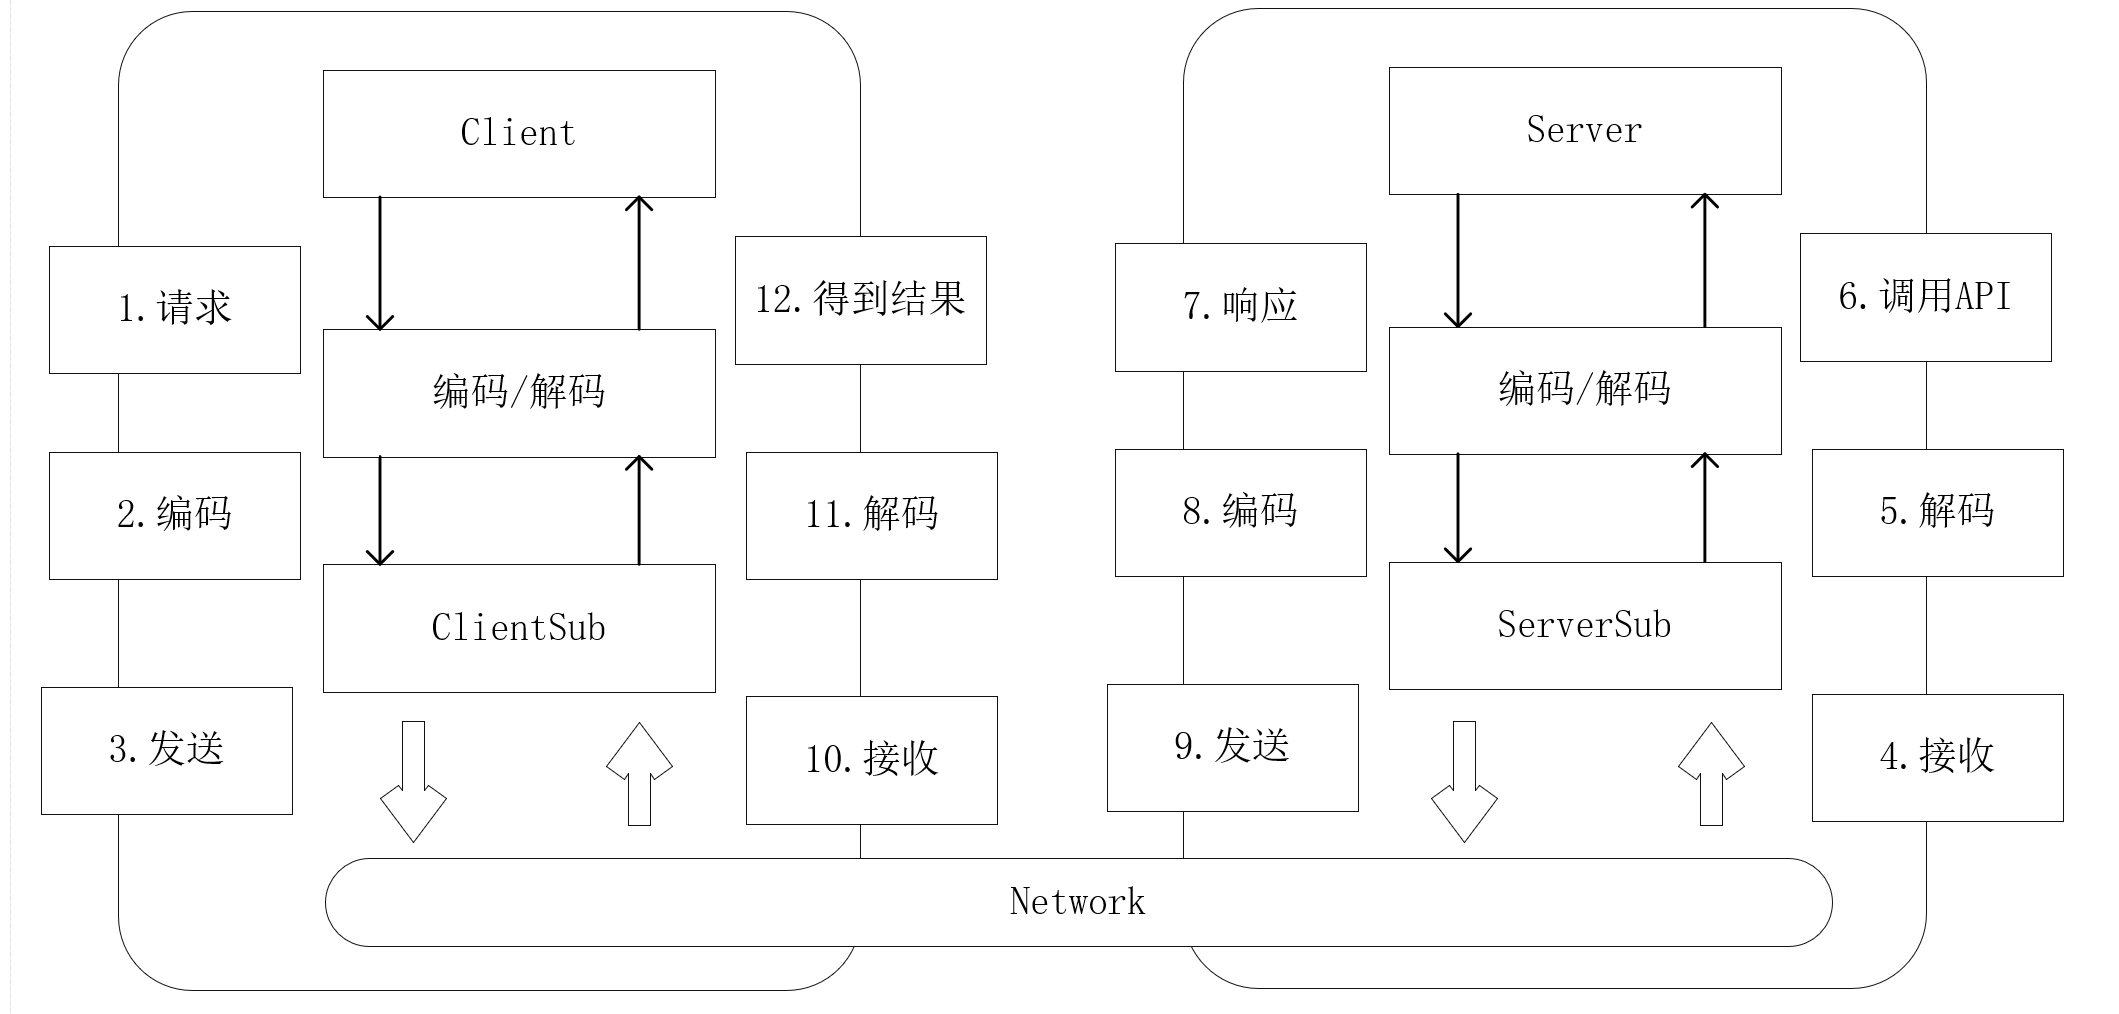 Client
1.请求
12.得到结果
编码/解码
2.编码
11.解码
ClientSub
3.发送
10.接收
Server
7.响应
6.调用API
编码/解码
8.编码
5.解码
ServerSub
9.发送
4.接收
Network